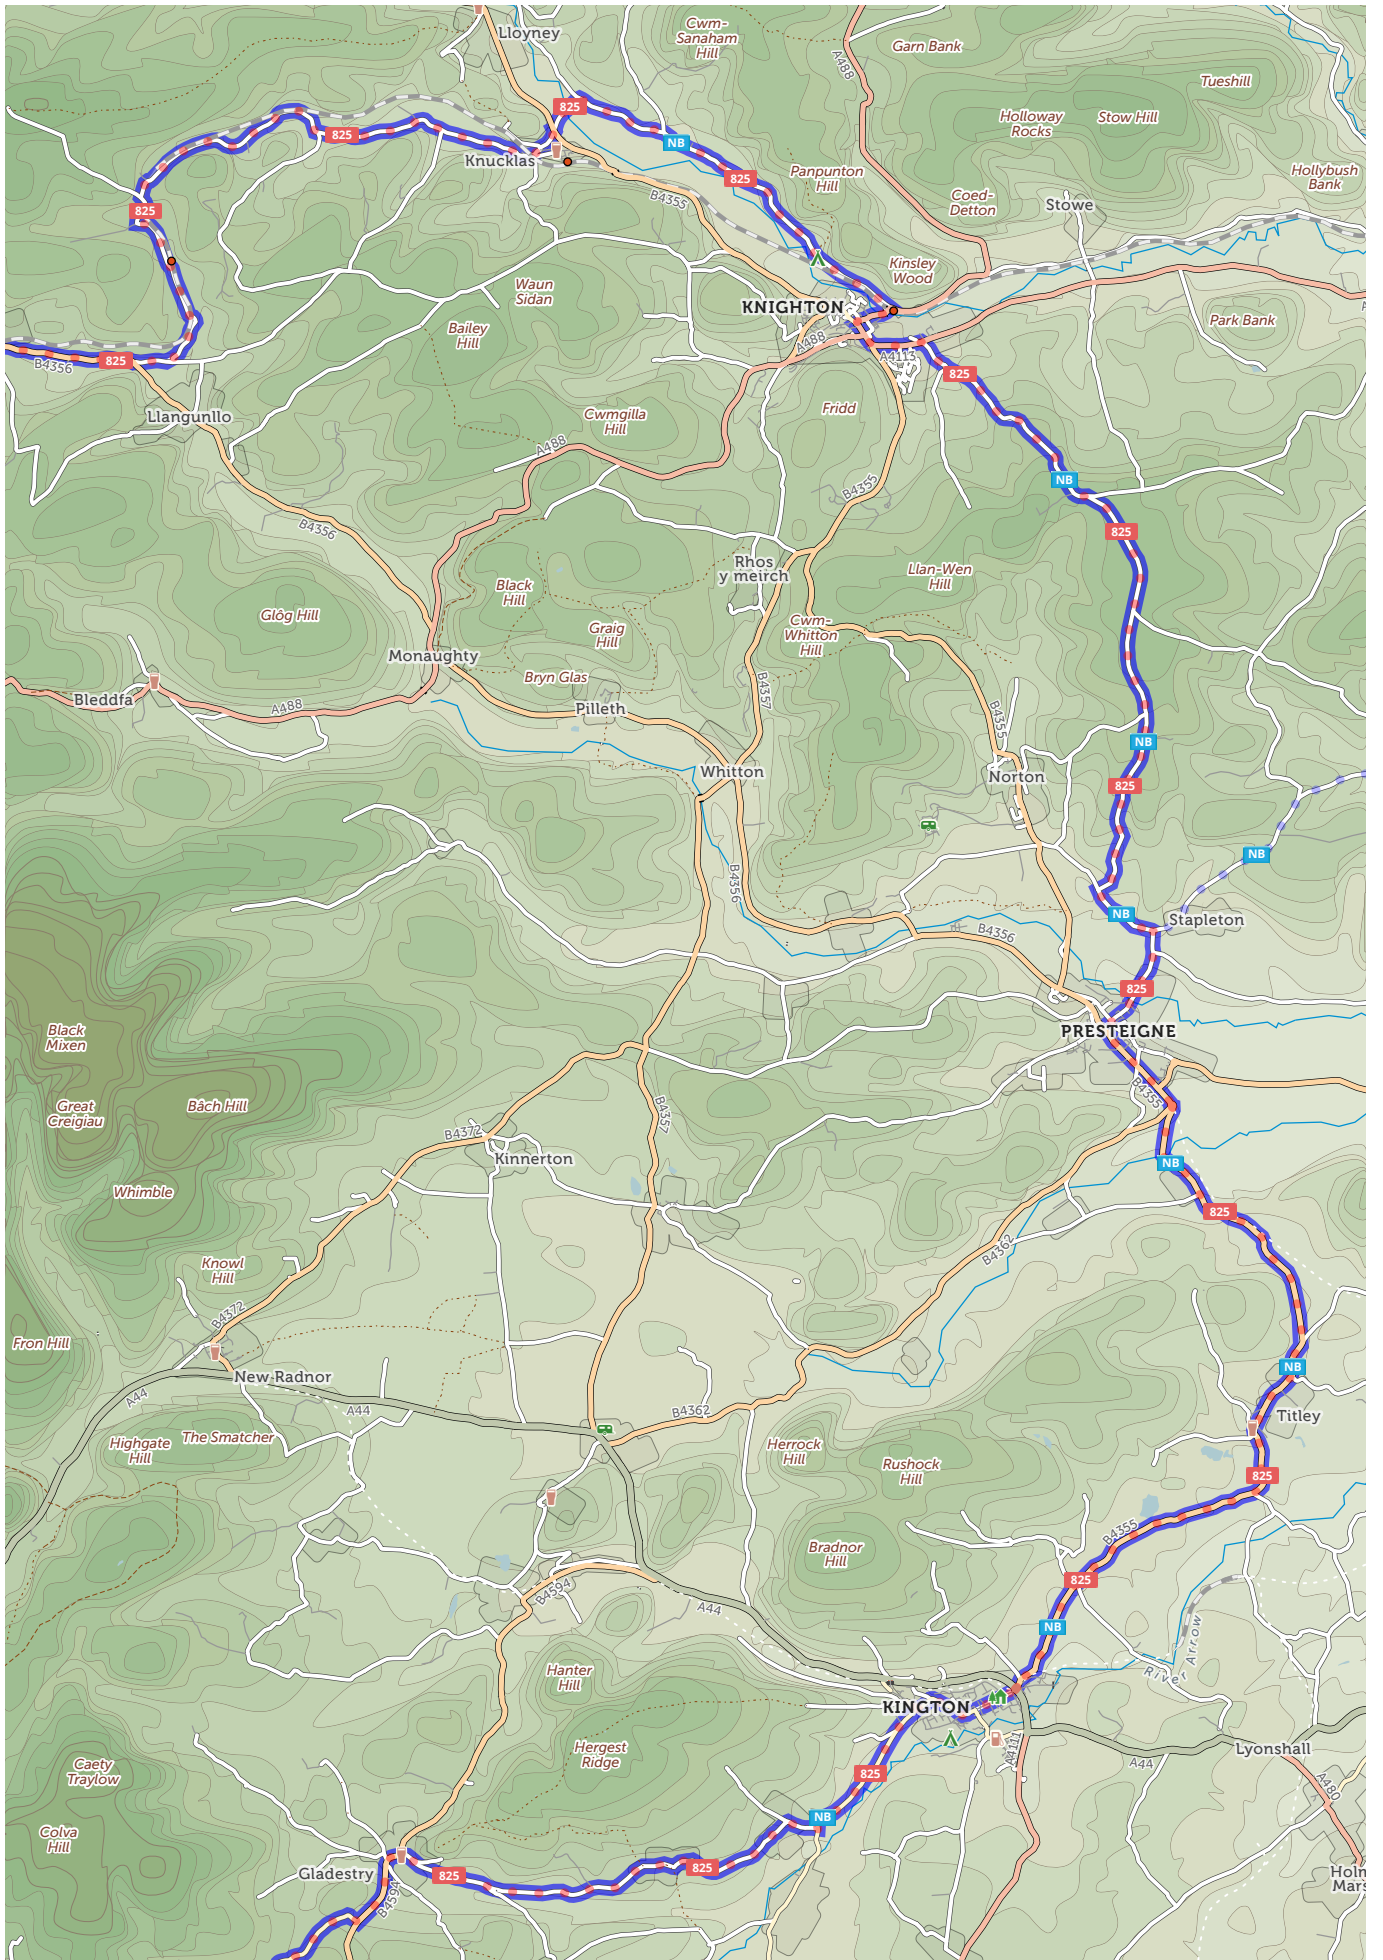 Lloyney
Cwm-
Sanaham
Hill
Garn Bank
A488
Tueshill
825
Holloway
Rocks
Stow Hill
825
NB
Knucklas
825
Panpunton
Hill
Hollybush
Bank
B4355
Coed-
Detton
Stowe
825
Kinsley
Wood
Waun
Sidan
KNIGHTON
Bailey
Hill
Park Bank
A488
A4113
825
B4356
825
Llangunllo
Cwmgilla
Hill
Fridd
A488
NB
B4355
B4356
825
Rhos
y meirch
Llan-Wen
Hill
Black
Hill
Glôg Hill
Graig
Hill
Cwm-
Whitton
Hill
Monaughty
Bryn Glas
B4357
Bleddfa
A488
Pilleth
B4355
NB
Whitton
Norton
825
NB
B4356
NB
Stapleton
B4356
825
Black
Mixen
PRESTEIGNE
Great
Creigiau
Bâch Hill
B4355
B4357
B4372
Kinnerton
NB
Whimble
825
B4362
Knowl
Hill
B4372
Fron Hill
NB
New Radnor
A44
A44
B4362
Titley
Highgate
Hill
The Smatcher
Herrock
Hill
Rushock
Hill
825
B4355
Bradnor
Hill
825
B4594
A44
NB
River Arrow
Hanter
Hill
KINGTON
Hergest
Ridge
A4111
A44
Lyonshall
Caety
Traylow
825
A480
NB
Colva
Hill
825
Gladestry
825
B4594
Holm
Mars